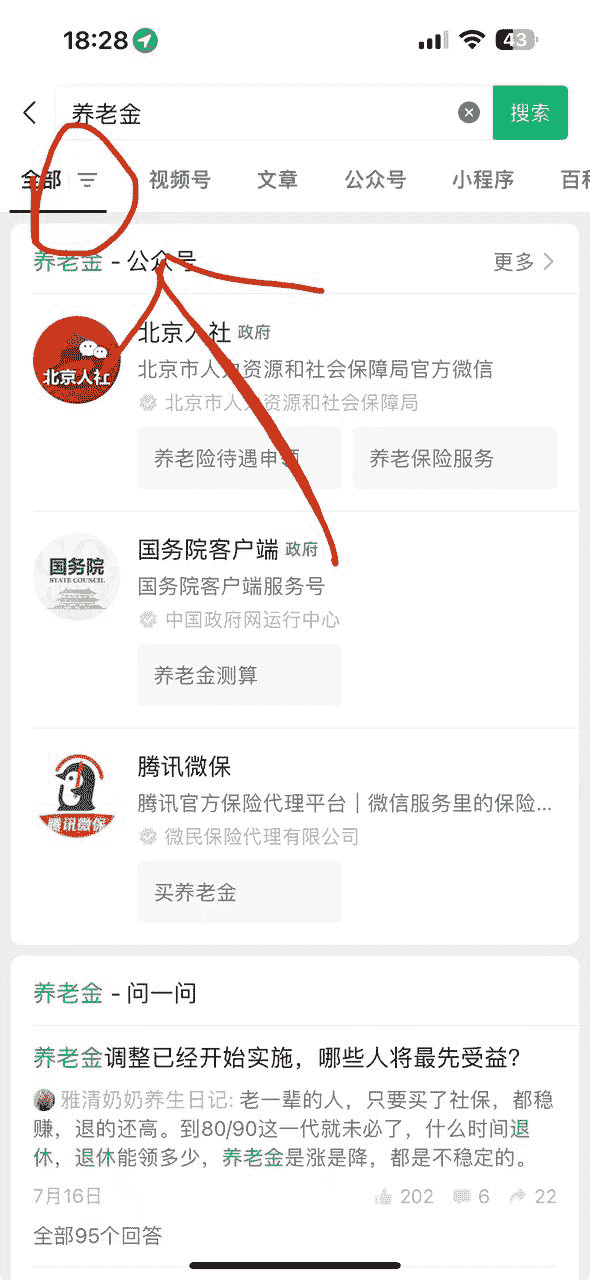 18:28
43
养老金
搜索
全部
视频号
文章
公众号
小程序
百科
养老金 - 公众号
更多
北京人社
北京人社 政府
北京市人力资源和社会保障局官方微信
北京市人力资源和社会保障局
养老险待遇申领
养老保险服务
国务院
STATE COUNCIL
国务院客户端 政府
国务院客户端服务号
中国政府网运行中心
养老金测算
腾讯微保
腾讯微保
腾讯官方保险代理平台｜微信服务里的保险...
微民保险代理有限公司
买养老金
养老金 - 问一问
养老金调整已经开始实施，哪些人将最先受益？
雅清奶奶养生日记: 老一辈的人，只要买了社保，都稳
赚，退的还高。到80/90这一代就未必了，什么时间退
休，退休能领多少，养老金是涨是降，都是不稳定的。
7月16日
202
6
22
全部95个回答